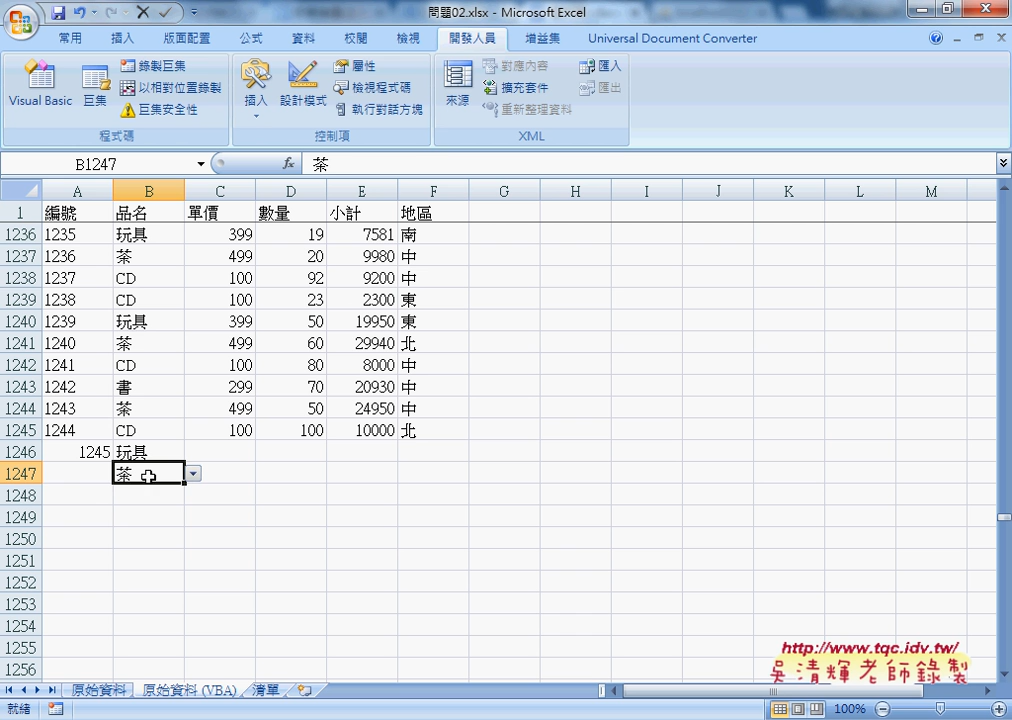 問題02.xlsx - Microsoft Excel
常用 插入 版面配置 公式 資料 校閱 檢視 開發人員 增益集 Universal Document Converter
Visual Basic 巨集 錄製巨集 以相對位置錄製 巨集安全性 程式碼
插入 設計模式 屬性 檢視程式碼 執行對話方塊 控制項
來源 對應內容 擴充套件 重新整理資料 匯入 匯出 XML
B1247 fx 茶
A B C D E F G H I J K L M
1 編號 品名 單價 數量 小計 地區
1236 1235 玩具 399 19 7581 南
1237 1236 茶 499 20 9980 中
1238 1237 CD 100 92 9200 中
1239 1238 CD 100 23 2300 東
1240 1239 玩具 399 50 19950 東
1241 1240 茶 499 60 29940 北
1242 1241 CD 100 80 8000 中
1243 1242 書 299 70 20930 中
1244 1243 茶 499 50 24950 中
1245 1244 CD 100 100 10000 北
1246 1245 玩具
1247 茶
1248
1249
1250
1251
1252
1253
1254
1255
1256
http://www.tqc.idv.tw/
吳清輝老師錄製
原始資料 原始資料 (VBA) 清單
就緒 100%